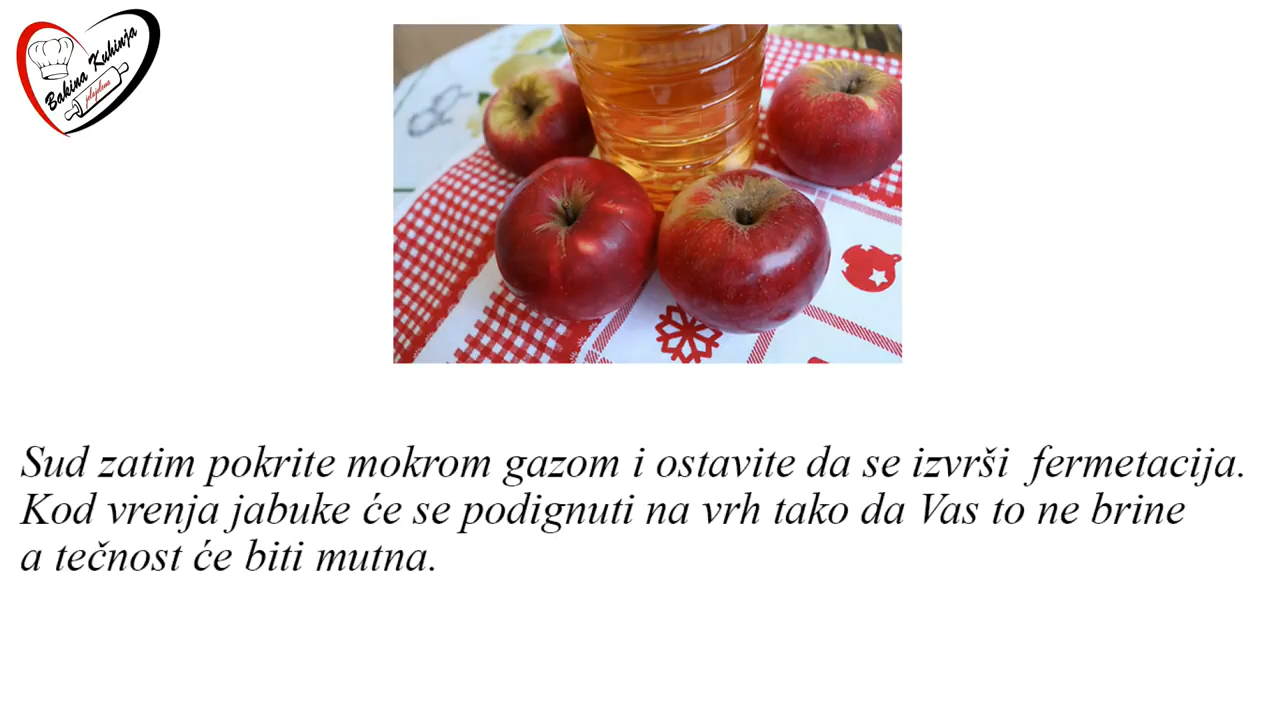 Bakina Kuhinja
Sud zatim pokrite mokrom gazom i ostavite da se izvrši fermetacija.
Kod vrenja jabuke će se podignuti na vrh tako da Vas to ne brine
a tečnost će biti mutna.